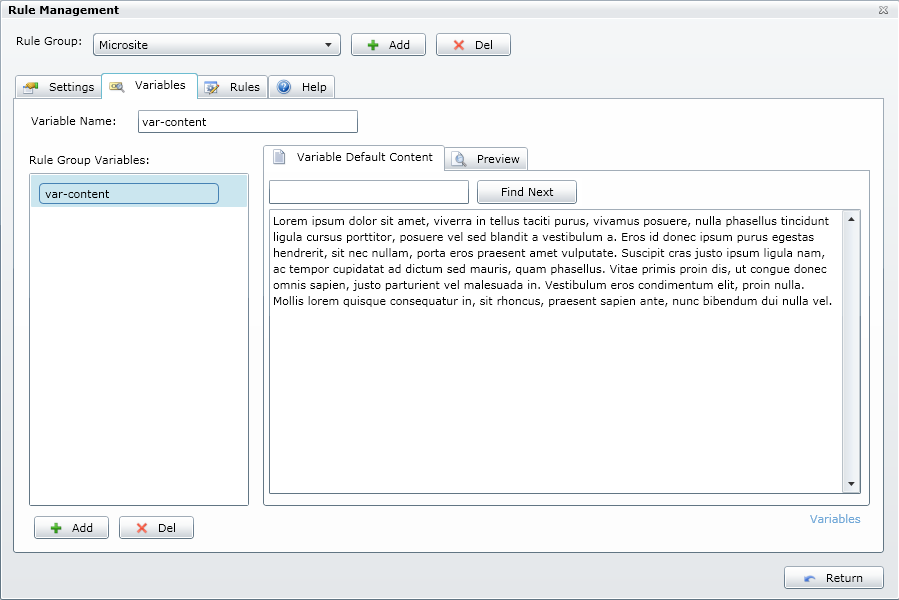 Rule Management
Rule Group: Microsite Add Del
Settings Variables Rules Help
Variable Name: var-content
Rule Group Variables:
var-content
Variable Default Content Preview
Find Next
Lorem ipsum dolor sit amet, viverra in tellus taciti purus, vivamus posuere, nulla phasellus tincidunt
ligula cursus porttitor, posuere vel sed blandit a vestibulum a. Eros id donec ipsum purus egestas
hendrerit, sit nec nullam, porta eros praesent amet vulputate. Suscipit cras justo ipsum ligula nam,
ac tempor cupidatat ad dictum sed mauris, quam phasellus. Vitae primis proin dis, ut congue donec
omnis sapien, justo parturient vel malesuada in. Vestibulum eros condimentum elit, proin nulla.
Mollis lorem quisque consequatur in, sit rhoncus, praesent sapien ante, nunc bibendum dui nulla vel.
Add Del
Variables
Return